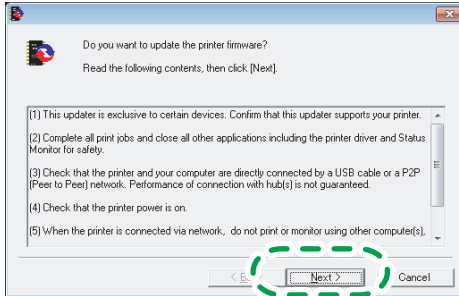 Do you want to update the printer firmware?
Read the following contents, then click [Next].
(1) This updater is exclusive to certain devices. Confirm that this updater supports your printer.
(2) Complete all print jobs and close all other applications including the printer driver and Status
Monitor for safety.
(3) Check that the printer and your computer are directly connected by a USB cable or a P2P
(Peer to Peer) network. Performance of connection with hub(s) is not guaranteed.
(4) Check that the printer power is on.
(5) When the printer is connected via network, do not print or monitor using other computer(s),
Next >
Cancel